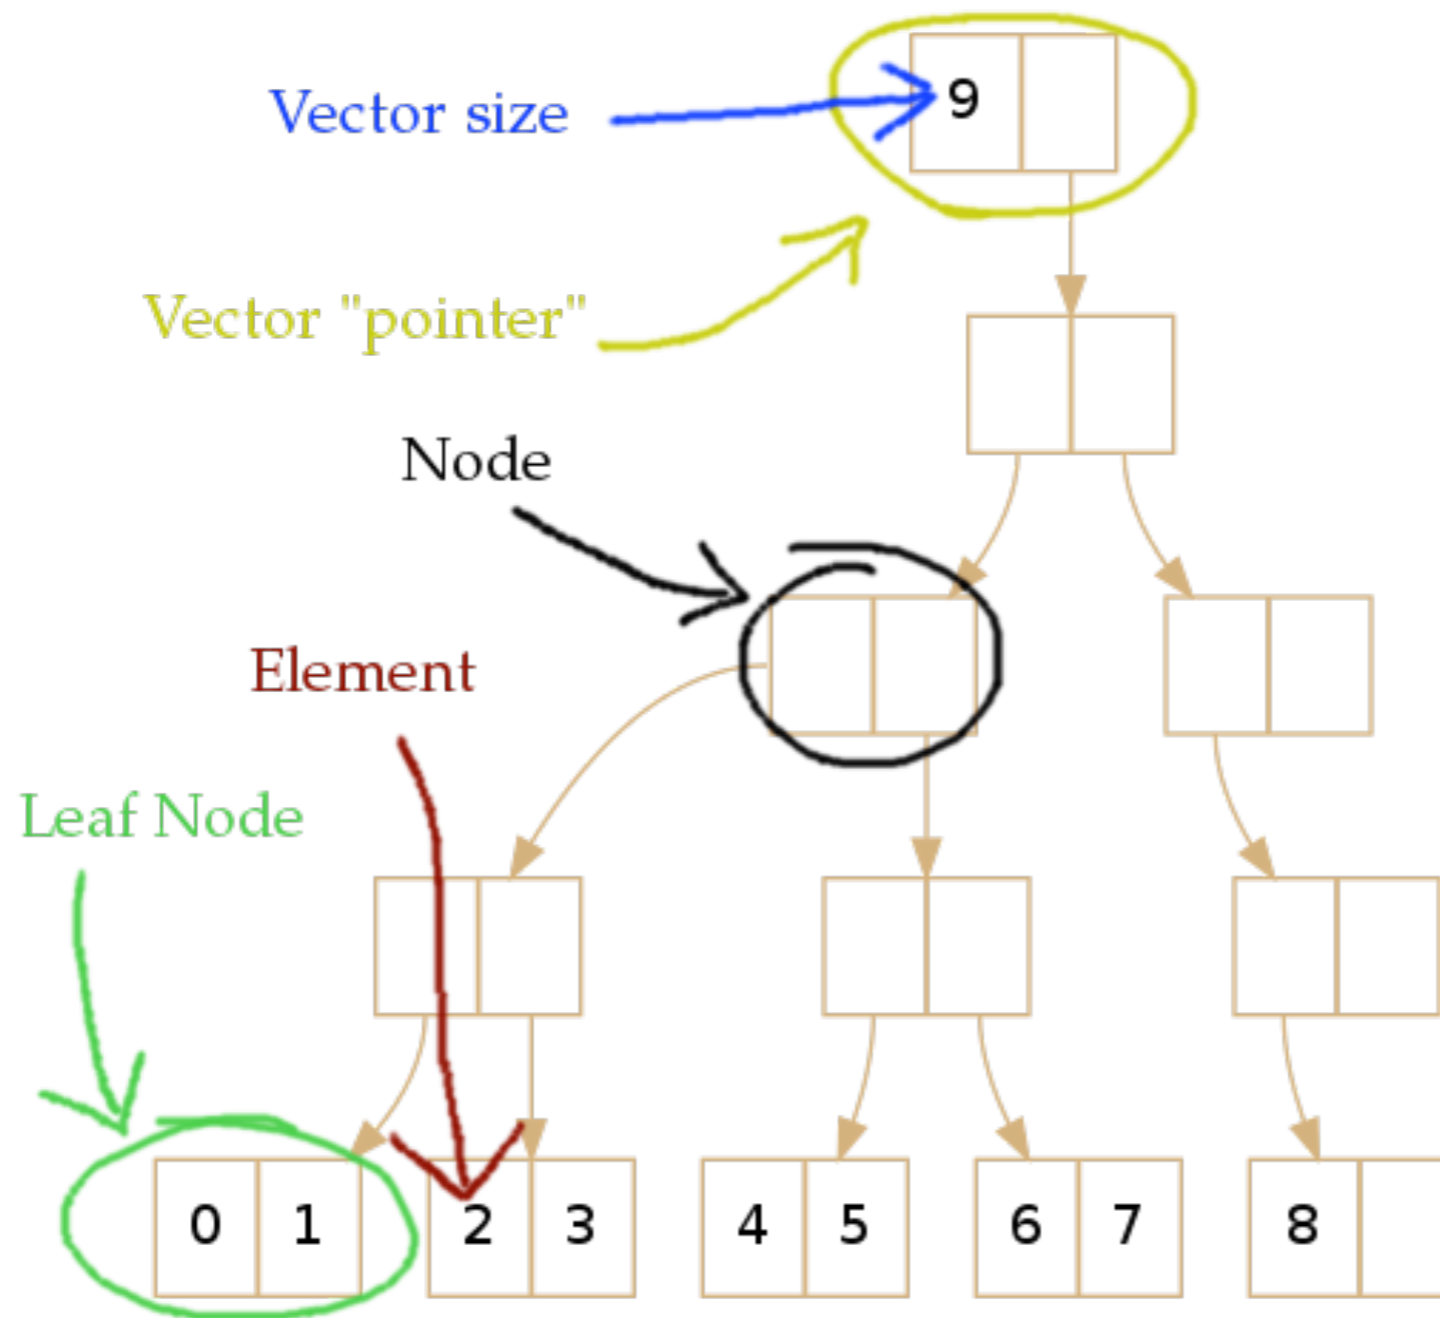 Vector size
9
Vector "pointer"
Node
Element
Leaf Node
0 1 2 3 4 5 6 7 8